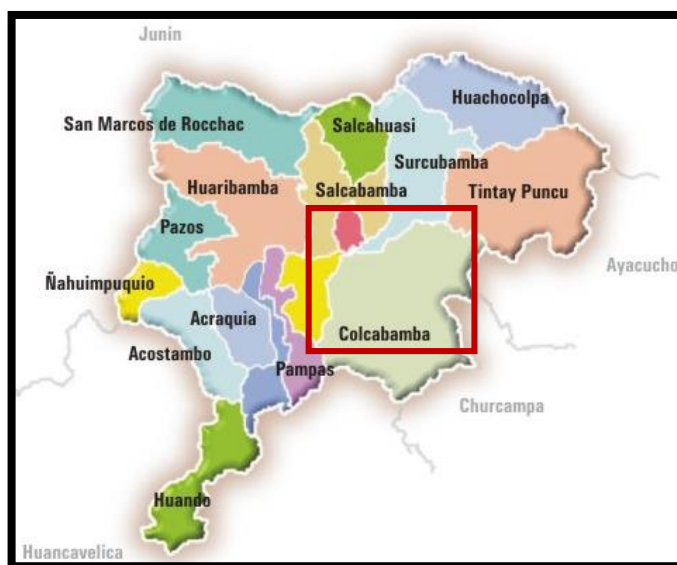 Junin
Huachocolpa
San Marcos de Rocchac
Salcahuasi
Surcubamba
Huaribamba
Salcabamba
Tintay Puncu
Pazos
Ayacucho
Ñahuimpuquio
Acraquia
Colcabamba
Acostambo
Pampas
Churcampa
Huando
Huancavelica